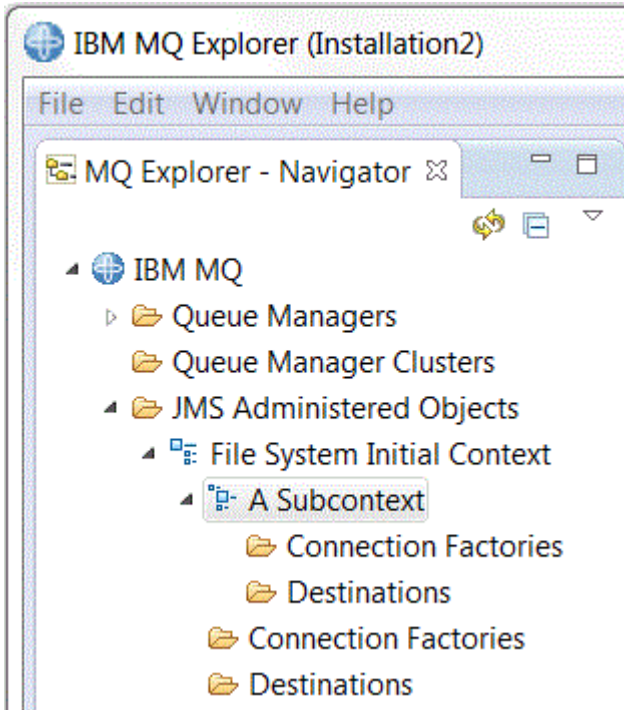 IBM MQ Explorer (Installation2)
File Edit Window Help
MQ Explorer - Navigator
IBM MQ
Queue Managers
Queue Manager Clusters
JMS Administered Objects
File System Initial Context
A Subcontext
Connection Factories
Destinations
Connection Factories
Destinations